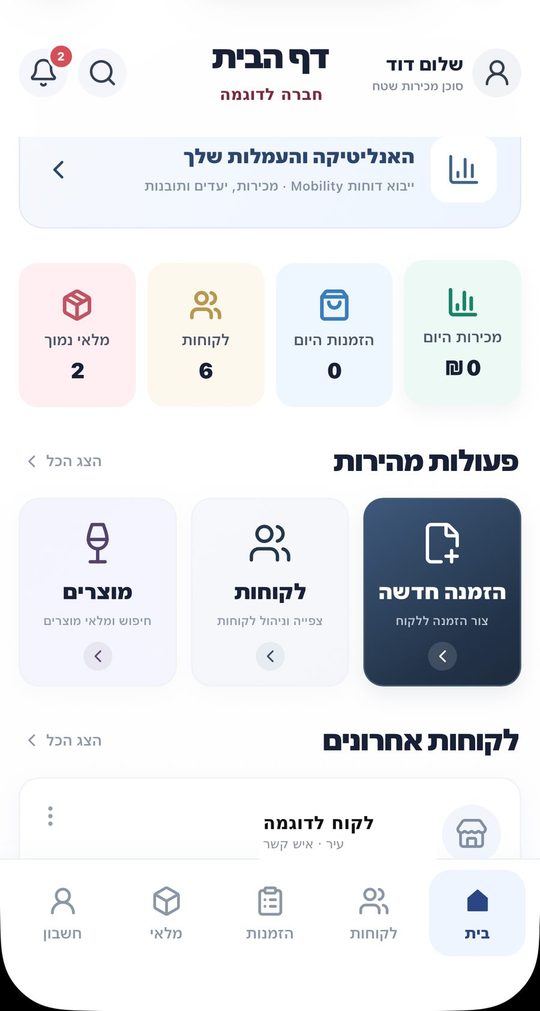 שלום דוד
סוכן מכירות שטח
דף הבית
חברה לדוגמה
2
האנליטיקה והעמלות שלך
ייבוא דוחות Mobility · מכירות, יעדים ותובנות
מכירות היום
₪0
הזמנות היום
0
לקוחות
6
מלאי נמוך
2
פעולות מהירות
הצג הכל
הזמנה חדשה
צור הזמנה ללקוח
לקוחות
צפייה וניהול לקוחות
מוצרים
חיפוש ומלאי מוצרים
לקוחות אחרונים
הצג הכל
לקוח לדוגמה
עיר · איש קשר
בית
לקוחות
הזמנות
מלאי
חשבון